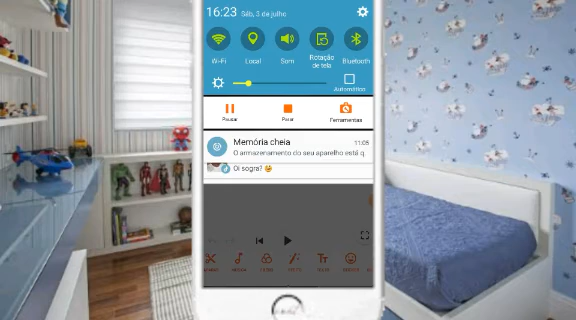 16:23 Sáb, 3 de julho
Wi-Fi Local Som Rotação de tela Bluetooth
Automático
Pausar Parar Ferramentas
Memória cheia 11:05
O armazenamento do seu aparelho está q
Oi sogra? 😅